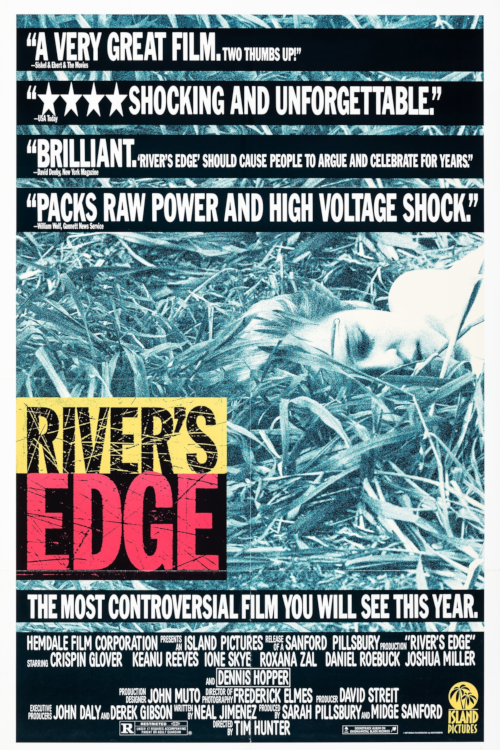 “A VERY GREAT FILM. TWO THUMBS UP!”
—Siskel & Ebert & The Movies
“★★★★SHOCKING AND UNFORGETTABLE.”
—USA Today
“BRILLIANT. ‘RIVER'S EDGE’ SHOULD CAUSE PEOPLE TO ARGUE AND CELEBRATE FOR YEARS.”
—David Denby, New York Magazine
“PACKS RAW POWER AND HIGH VOLTAGE SHOCK.”
—William Wolf, Gannett News Service
RIVER'S
EDGE
THE MOST CONTROVERSIAL FILM YOU WILL SEE THIS YEAR.
HEMDALE FILM CORPORATION PRESENTS AN ISLAND PICTURES RELEASE OF A SANFORD PILLSBURY PRODUCTION “RIVER'S EDGE”
STARRING CRISPIN GLOVER KEANU REEVES IONE SKYE ROXANA ZAL DANIEL ROEBUCK JOSHUA MILLER
AND DENNIS HOPPER
PRODUCTION DESIGNER JOHN MUTO DIRECTOR OF PHOTOGRAPHY FREDERICK ELMES PRODUCER DAVID STREIT
EXECUTIVE PRODUCERS JOHN DALY AND DEREK GIBSON WRITTEN BY NEAL JIMENEZ PRODUCED BY SARAH PILLSBURY AND MIDGE SANFORD
DIRECTED BY TIM HUNTER
R RESTRICTED
ISLAND
PICTURES